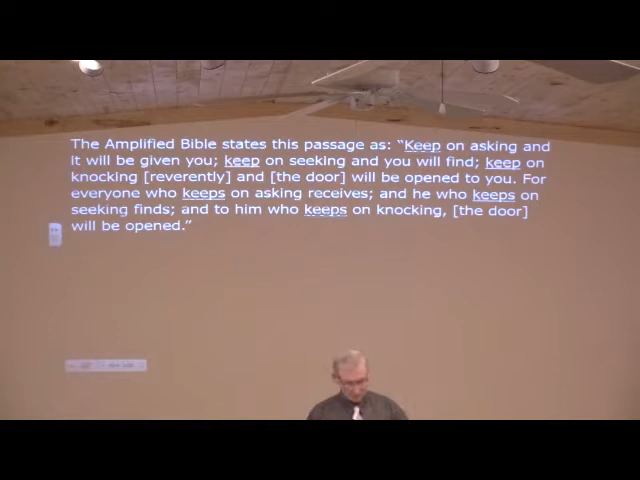 The Amplified Bible states this passage as: “Keep on asking and
it will be given you; keep on seeking and you will find; keep on
knocking [reverently] and [the door] will be opened to you. For
everyone who keeps on asking receives; and he who keeps on
seeking finds; and to him who keeps on knocking, [the door]
will be opened.”